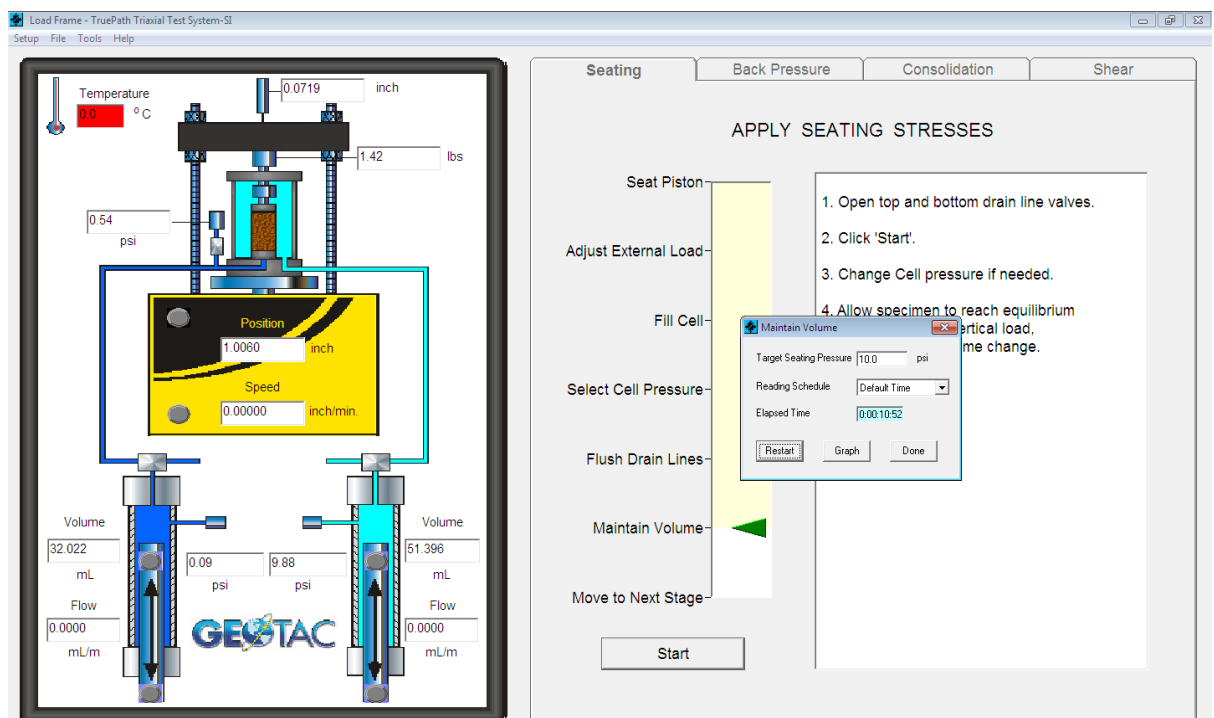 Load Frame - TruePath Triaxial Test System-SI
Setup File Tools Help
Temperature
0.0 ° C
0.0719 inch
1.42 lbs
0.54
psi
Position
1.0060 inch
Speed
0.00000 inch/min.
Volume
32.022
mL
Flow
0.0000
mL/m
0.09
psi
9.88
psi
Volume
51.396
mL
Flow
0.0000
mL/m
GEOTAC
Seating Back Pressure Consolidation Shear
APPLY SEATING STRESSES
Seat Piston
Adjust External Load
Fill Cell
Select Cell Pressure
Flush Drain Lines
Maintain Volume
Move to Next Stage
Start
1. Open top and bottom drain line valves.
2. Click 'Start'.
3. Change Cell pressure if needed.
4. Allow specimen to reach equilibrium
ertical load,
me change.
Maintain Volume
Target Seating Pressure 10.0 psi
Reading Schedule Default Time
Elapsed Time 0:00:10:52
Restart Graph Done